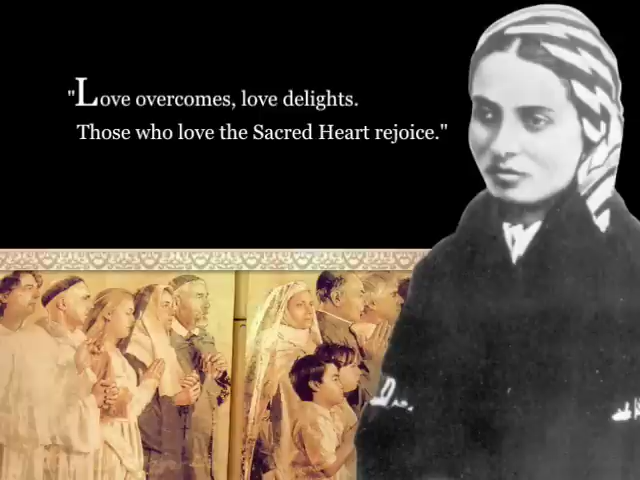 "Love overcomes, love delights.
Those who love the Sacred Heart rejoice."